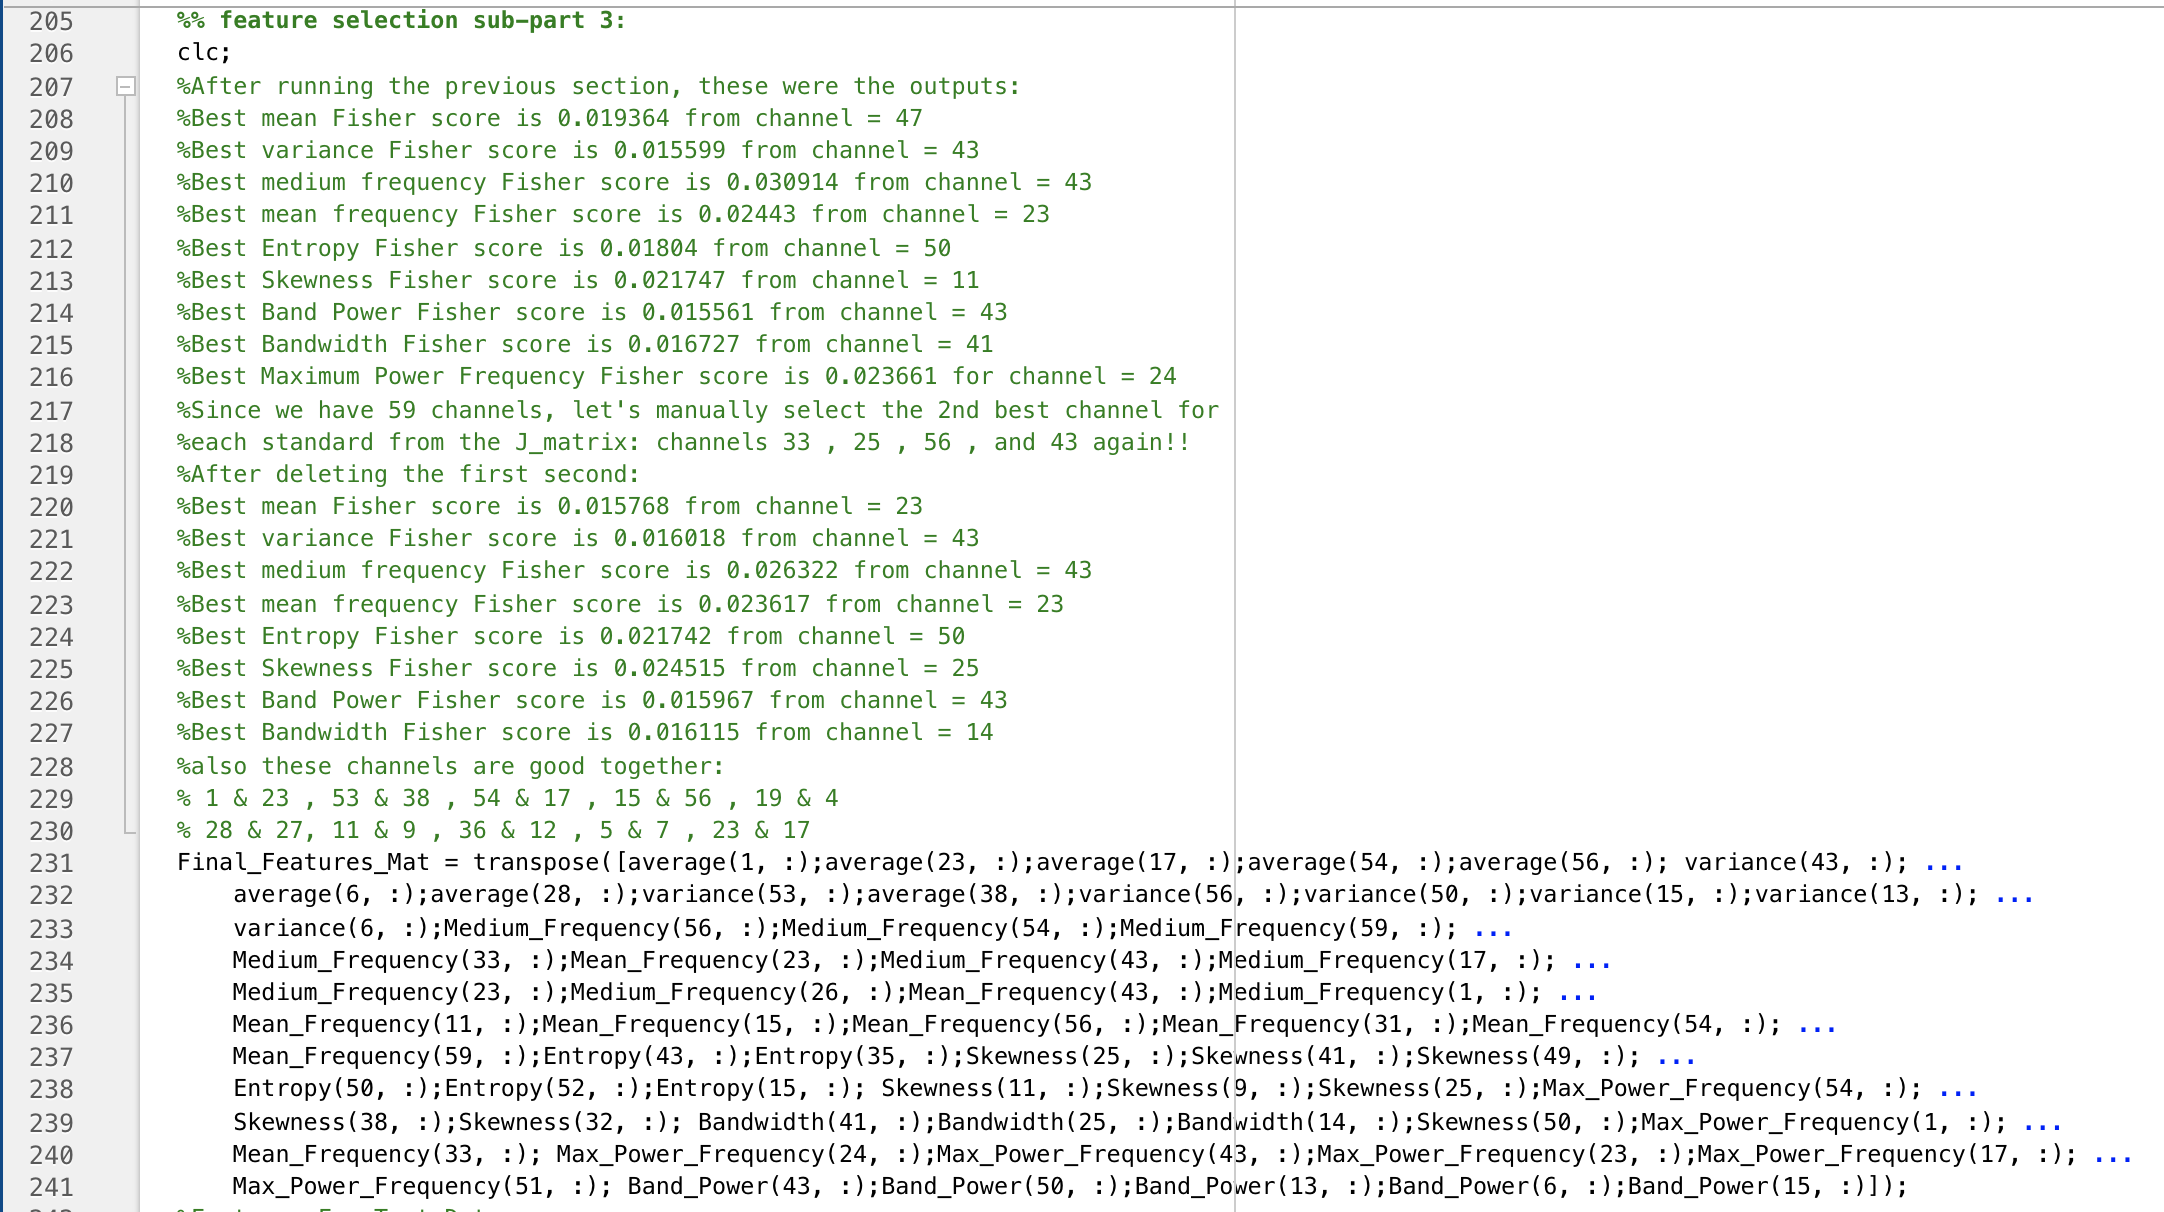 205 %% feature selection sub-part 3:
206 clc;
207 %After running the previous section, these were the outputs:
208 %Best mean Fisher score is 0.019364 from channel = 47
209 %Best variance Fisher score is 0.015599 from channel = 43
210 %Best medium frequency Fisher score is 0.030914 from channel = 43
211 %Best mean frequency Fisher score is 0.02443 from channel = 23
212 %Best Entropy Fisher score is 0.01804 from channel = 50
213 %Best Skewness Fisher score is 0.021747 from channel = 11
214 %Best Band Power Fisher score is 0.015561 from channel = 43
215 %Best Bandwidth Fisher score is 0.016727 from channel = 41
216 %Best Maximum Power Frequency Fisher score is 0.023661 for channel = 24
217 %Since we have 59 channels, let's manually select the 2nd best channel for
218 %each standard from the J_matrix: channels 33 , 25 , 56 , and 43 again!!
219 %After deleting the first second:
220 %Best mean Fisher score is 0.015768 from channel = 23
221 %Best variance Fisher score is 0.016018 from channel = 43
222 %Best medium frequency Fisher score is 0.026322 from channel = 43
223 %Best mean frequency Fisher score is 0.023617 from channel = 23
224 %Best Entropy Fisher score is 0.021742 from channel = 50
225 %Best Skewness Fisher score is 0.024515 from channel = 25
226 %Best Band Power Fisher score is 0.015967 from channel = 43
227 %Best Bandwidth Fisher score is 0.016115 from channel = 14
228 %also these channels are good together:
229 % 1 & 23 , 53 & 38 , 54 & 17 , 15 & 56 , 19 & 4
230 % 28 & 27, 11 & 9 , 36 & 12 , 5 & 7 , 23 & 17
231 Final_Features_Mat = transpose([average(1, :);average(23, :);average(17, :);average(54, :);average(56, :); variance(43, :); ...
232 average(6, :);average(28, :);variance(53, :);average(38, :);variance(56, :);variance(50, :);variance(15, :);variance(13, :); ...
233 variance(6, :);Medium_Frequency(56, :);Medium_Frequency(54, :);Medium_Frequency(59, :); ...
234 Medium_Frequency(33, :);Mean_Frequency(23, :);Medium_Frequency(43, :);Medium_Frequency(17, :); ...
235 Medium_Frequency(23, :);Medium_Frequency(26, :);Mean_Frequency(43, :);Medium_Frequency(1, :); ...
236 Mean_Frequency(11, :);Mean_Frequency(15, :);Mean_Frequency(56, :);Mean_Frequency(31, :);Mean_Frequency(54, :); ...
237 Mean_Frequency(59, :);Entropy(43, :);Entropy(35, :);Skewness(25, :);Skewness(41, :);Skewness(49, :); ...
238 Entropy(50, :);Entropy(52, :);Entropy(15, :); Skewness(11, :);Skewness(9, :);Skewness(25, :);Max_Power_Frequency(54, :); ...
239 Skewness(38, :);Skewness(32, :); Bandwidth(41, :);Bandwidth(25, :);Bandwidth(14, :);Skewness(50, :);Max_Power_Frequency(1, :); ...
240 Mean_Frequency(33, :); Max_Power_Frequency(24, :);Max_Power_Frequency(43, :);Max_Power_Frequency(23, :);Max_Power_Frequency(17, :); ...
241 Max_Power_Frequency(51, :); Band_Power(43, :);Band_Power(50, :);Band_Power(13, :);Band_Power(6, :);Band_Power(15, :)]);